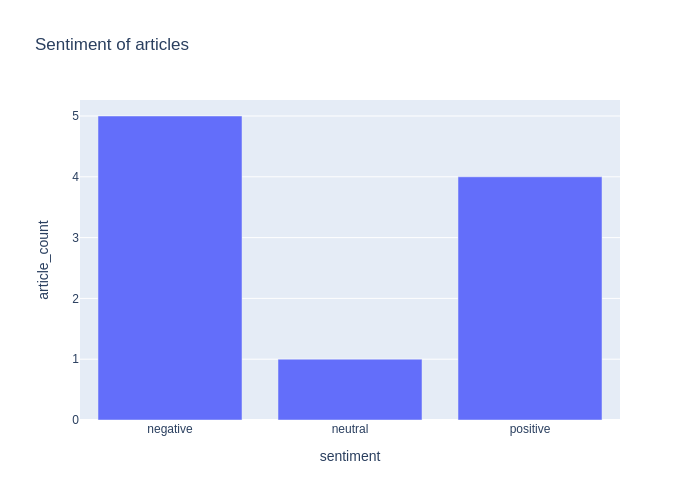 Sentiment of articles
article_count
5
4
3
2
1
0
negative
neutral
positive
sentiment